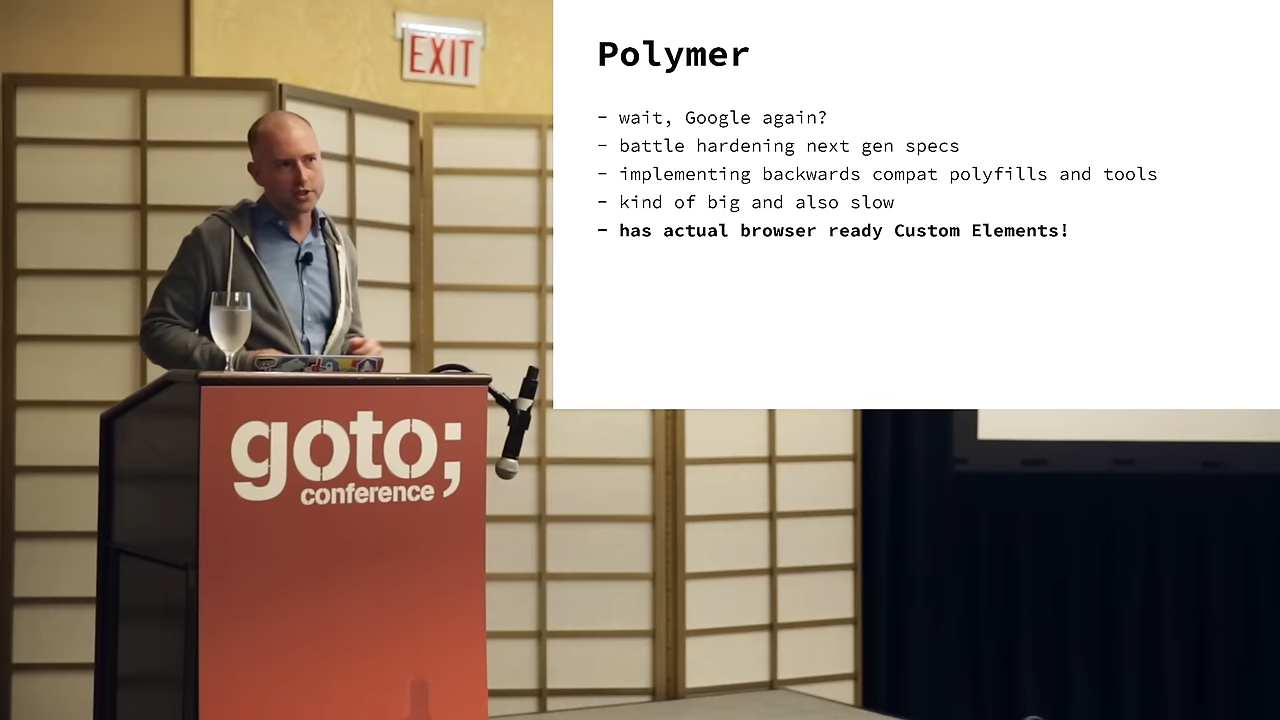 EXIT
Polymer
- wait, Google again?
- battle hardening next gen specs
- implementing backwards compat polyfills and tools
- kind of big and also slow
- has actual browser ready Custom Elements!
goto;
conference